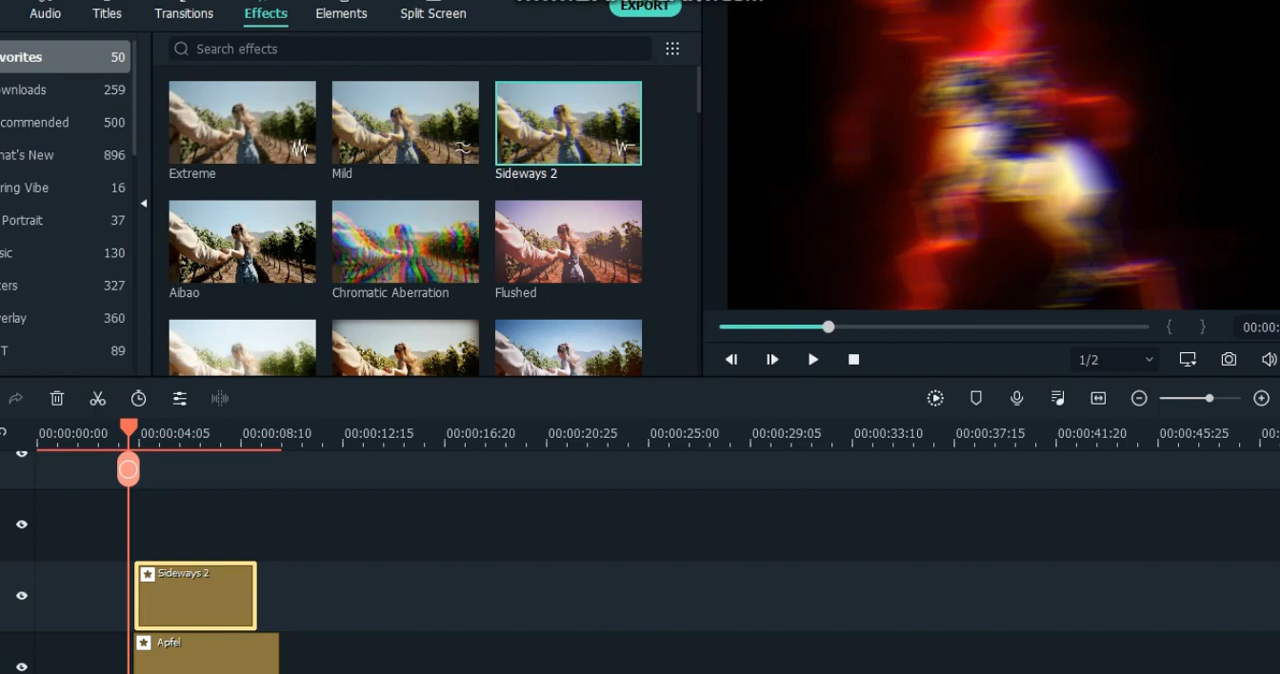 Audio
Titles
Transitions
Effects
Elements
Split Screen
EXPORT
vorites 50
Search effects
wnloads 259
commended 500
at's New 896
ring Vibe 16
Portrait 37
sic 130
ers 327
erlay 360
T 89
Extreme
Mild
Sideways 2
Aibao
Chromatic Aberration
Flushed
{ }
00:00:
1/2
00:00:00:00
00:00:04:05
00:00:08:10
00:00:12:15
00:00:16:20
00:00:20:25
00:00:25:00
00:00:29:05
00:00:33:10
00:00:37:15
00:00:41:20
00:00:45:25
00:
Sideways 2
Apfel